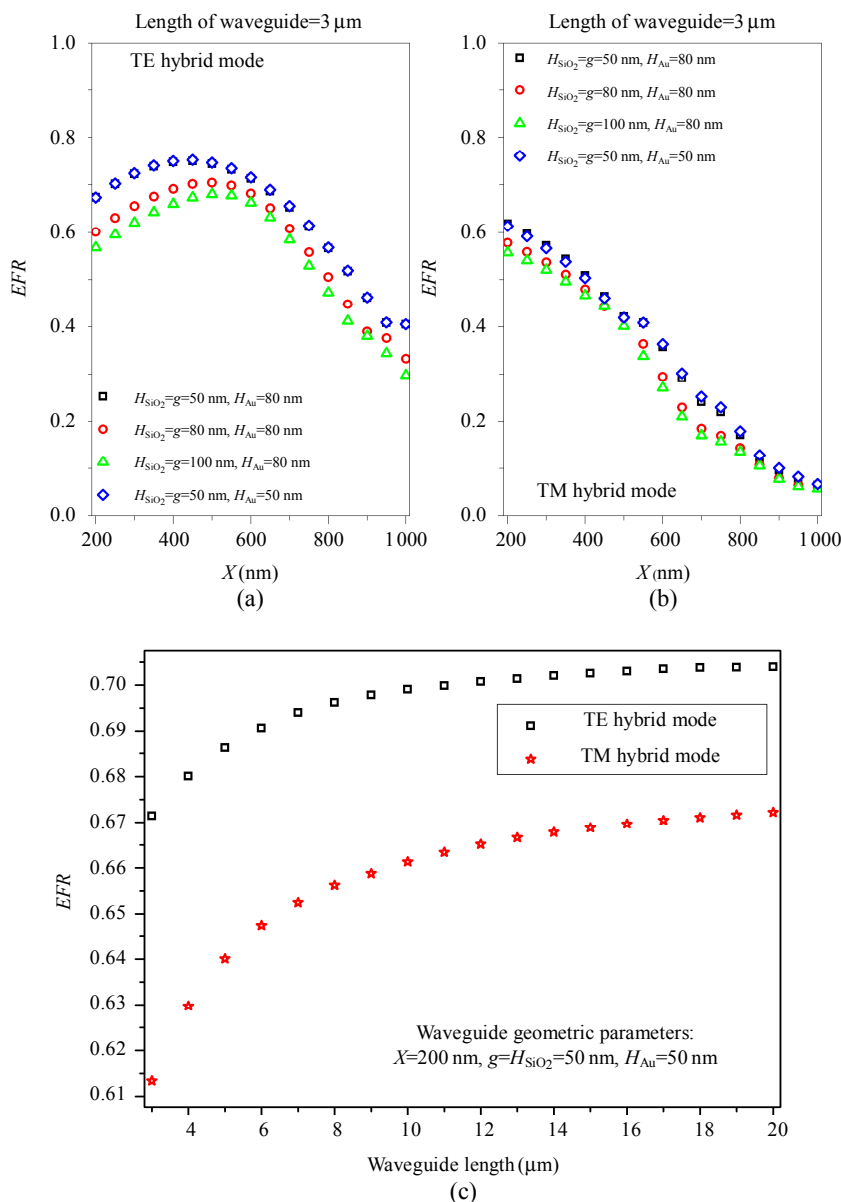 Length of waveguide=3 μm
TE hybrid mode
EFR
1.0
0.8
0.6
0.4
0.2
0.0
H_SiO2=g=50 nm, H_Au=80 nm
H_SiO2=g=80 nm, H_Au=80 nm
H_SiO2=g=100 nm, H_Au=80 nm
H_SiO2=g=50 nm, H_Au=50 nm
200 400 600 800 1 000
X (nm)
(a)
Length of waveguide=3 μm
H_SiO2=g=50 nm, H_Au=80 nm
H_SiO2=g=80 nm, H_Au=80 nm
H_SiO2=g=100 nm, H_Au=80 nm
H_SiO2=g=50 nm, H_Au=50 nm
EFR
1.0
0.8
0.6
0.4
0.2
0.0
TM hybrid mode
200 400 600 800 1 000
X (nm)
(b)
EFR
0.70
0.69
0.68
0.67
0.66
0.65
0.64
0.63
0.62
0.61
TE hybrid mode
TM hybrid mode
Waveguide geometric parameters:
X=200 nm, g=H_SiO2=50 nm, H_Au=50 nm
4 6 8 10 12 14 16 18 20
Waveguide length (μm)
(c)